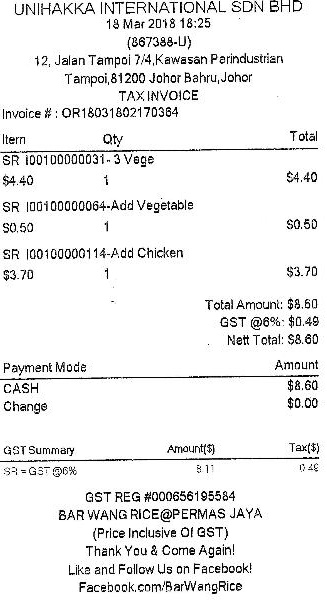 UNIHAKKA INTERNATIONAL SDN BHD
18 Mar 2018 18:25
(867388-U)
12, Jalan Tampoi 7/4,Kawasan Parindustrian
Tampoi,81200 Johor Bahru,Johor
TAX INVOICE
Invoice # : OR18031802170364
Item Qty Total
SR I00100000031- 3 Vege
$4.40 1 $4.40
SR I00100000064-Add Vegetable
$0.50 1 $0.50
SR I00100000114-Add Chicken
$3.70 1 $3.70
Total Amount: $8.60
GST @6%: $0.49
Nett Total: $8.60
Payment Mode Amount
CASH $8.60
Change $0.00
GST Summary Amount($) Tax($)
SR = GST @6% 8.11 0.49
GST REG #000656195584
BAR WANG RICE@PERMAS JAYA
(Price Inclusive Of GST)
Thank You & Come Again!
Like and Follow Us on Facebook!
Facebook.com/BarWangRice